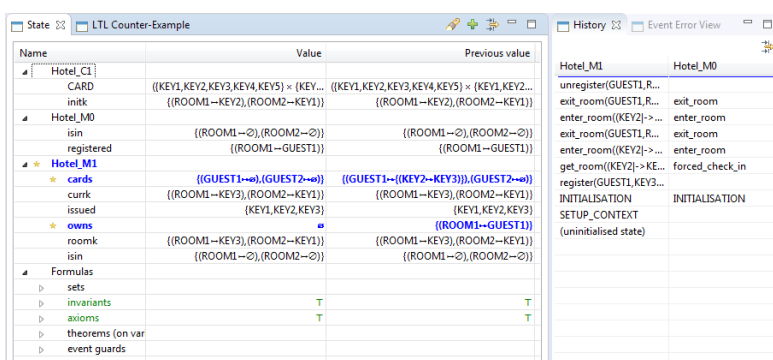 State LTL Counter-Example
Name Value Previous value
Hotel_C1
CARD ({KEY1,KEY2,KEY3,KEY4,KEY5} × {KEY... ({KEY1,KEY2,KEY3,KEY4,KEY5} × {KEY1,KEY2...
initk {(ROOM1↦KEY2),(ROOM2↦KEY1)} {(ROOM1↦KEY2),(ROOM2↦KEY1)}
Hotel_M0
isin {(ROOM1↦∅),(ROOM2↦∅)} {(ROOM1↦∅),(ROOM2↦∅)}
registered {(ROOM1↦GUEST1)} {(ROOM1↦GUEST1)}
Hotel_M1
cards {(GUEST1↦∅),(GUEST2↦∅)} {(GUEST1↦{(KEY2↦KEY3)}),(GUEST2↦∅)}
currk {(ROOM1↦KEY3),(ROOM2↦KEY1)} {(ROOM1↦KEY3),(ROOM2↦KEY1)}
issued {KEY1,KEY2,KEY3} {KEY1,KEY2,KEY3}
owns ∅ {(ROOM1↦GUEST1)}
roomk {(ROOM1↦KEY3),(ROOM2↦KEY1)} {(ROOM1↦KEY3),(ROOM2↦KEY1)}
isin {(ROOM1↦∅),(ROOM2↦∅)} {(ROOM1↦∅),(ROOM2↦∅)}
Formulas
sets
invariants ⊤ ⊤
axioms ⊤ ⊤
theorems (on var
event guards
History Event Error View
Hotel_M1 Hotel_M0
unregister(GUEST1,R...
exit_room(GUEST1,R... exit_room
enter_room((KEY2|->... enter_room
exit_room(GUEST1,R... exit_room
enter_room((KEY2|->... enter_room
get_room((KEY2|->KE... forced_check_in
register(GUEST1,KEY3...
INITIALISATION INITIALISATION
SETUP_CONTEXT
(uninitialised state)